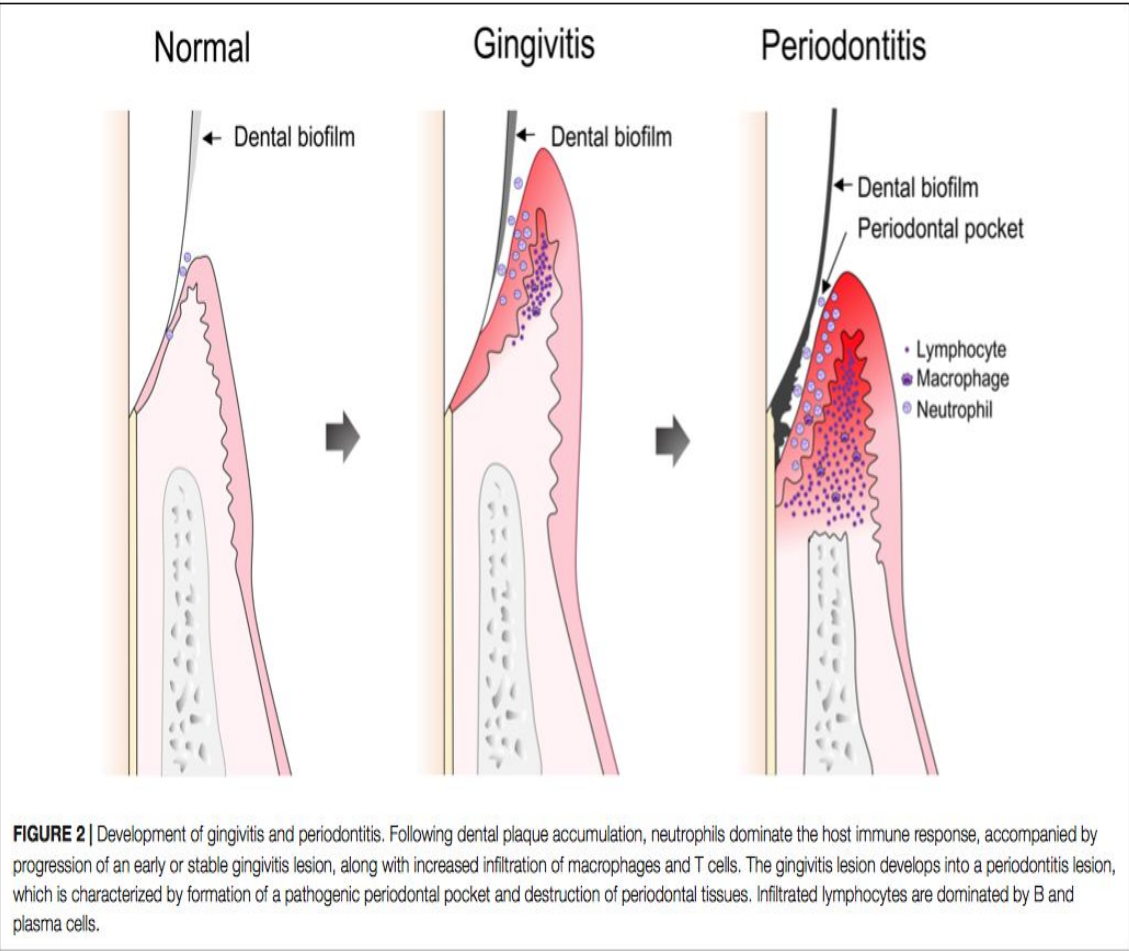 Normal
Gingivitis
Periodontitis
Dental biofilm
Dental biofilm
Dental biofilm
Periodontal pocket
Lymphocyte
Macrophage
Neutrophil
FIGURE 2 | Development of gingivitis and periodontitis. Following dental plaque accumulation, neutrophils dominate the host immune response, accompanied by
progression of an early or stable gingivitis lesion, along with increased infiltration of macrophages and T cells. The gingivitis lesion develops into a periodontitis lesion,
which is characterized by formation of a pathogenic periodontal pocket and destruction of periodontal tissues. Infiltrated lymphocytes are dominated by B and
plasma cells.